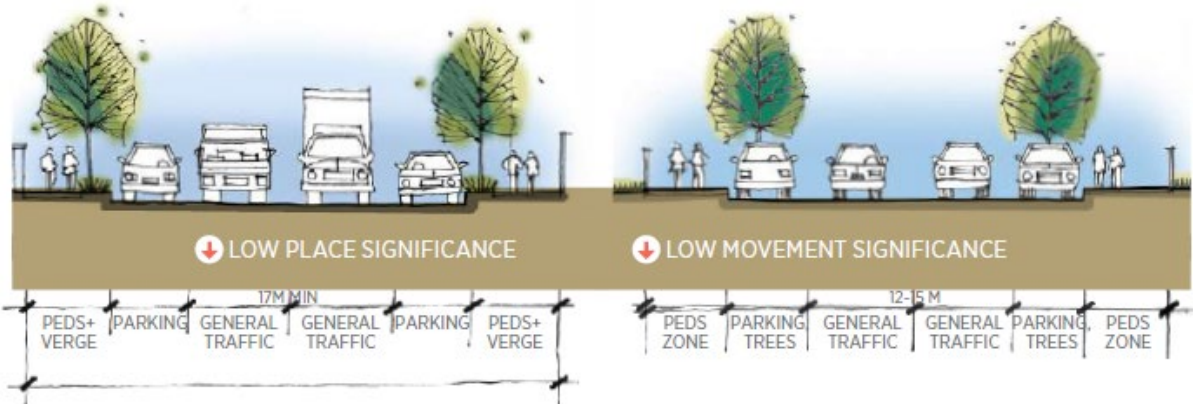 LOW PLACE SIGNIFICANCE
17M MIN
PEDS+
VERGE
PARKING
GENERAL
TRAFFIC
GENERAL
TRAFFIC
PARKING
PEDS+
VERGE
LOW MOVEMENT SIGNIFICANCE
12-15 M
PEDS
ZONE
PARKING,
TREES
GENERAL
TRAFFIC
GENERAL
TRAFFIC
PARKING,
TREES
PEDS
ZONE